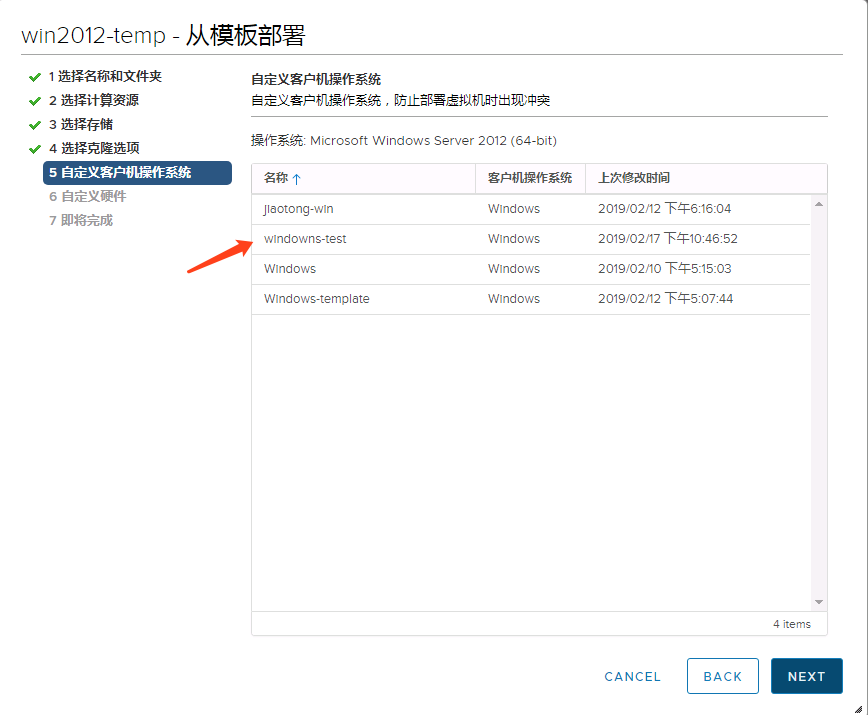 win2012-temp - 从模板部署
1 选择名称和文件夹
2 选择计算资源
3 选择存储
4 选择克隆选项
5 自定义客户机操作系统
6 自定义硬件
7 即将完成
自定义客户机操作系统
自定义客户机操作系统，防止部署虚拟机时出现冲突
操作系统: Microsoft Windows Server 2012 (64-bit)
名称 ↑ 客户机操作系统 上次修改时间
jiaotong-win Windows 2019/02/12 下午6:16:04
windowns-test Windows 2019/02/17 下午10:46:52
Windows Windows 2019/02/10 下午5:15:03
Windows-template Windows 2019/02/12 下午5:07:44
4 items
CANCEL BACK NEXT